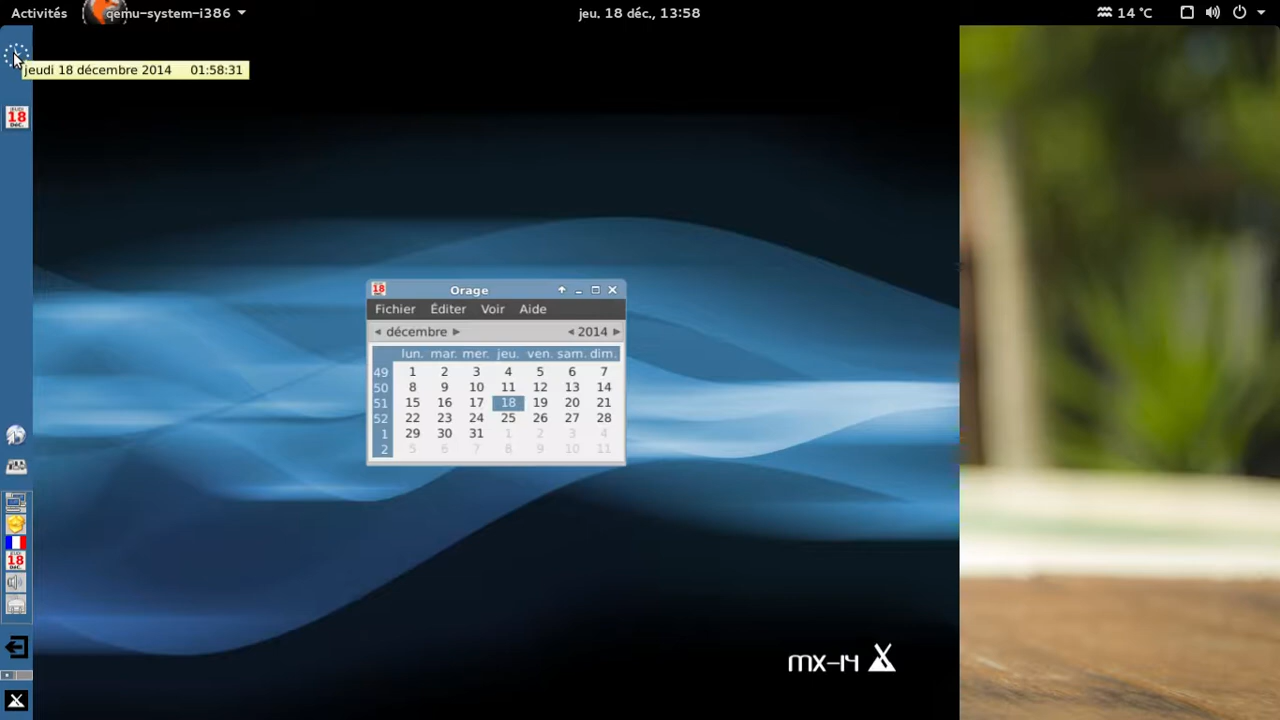 Activités qemu-system-i386 jeu. 18 déc., 13:58 14 °C
jeudi 18 décembre 2014 01:58:31
JEUDI
18
DÉC.
18 Orage
Fichier Éditer Voir Aide
décembre 2014
lun. mar. mer. jeu. ven. sam. dim.
49 1 2 3 4 5 6 7
50 8 9 10 11 12 13 14
51 15 16 17 18 19 20 21
52 22 23 24 25 26 27 28
1 29 30 31 1 2 3 4
2 5 6 7 8 9 10 11
18
mx-14